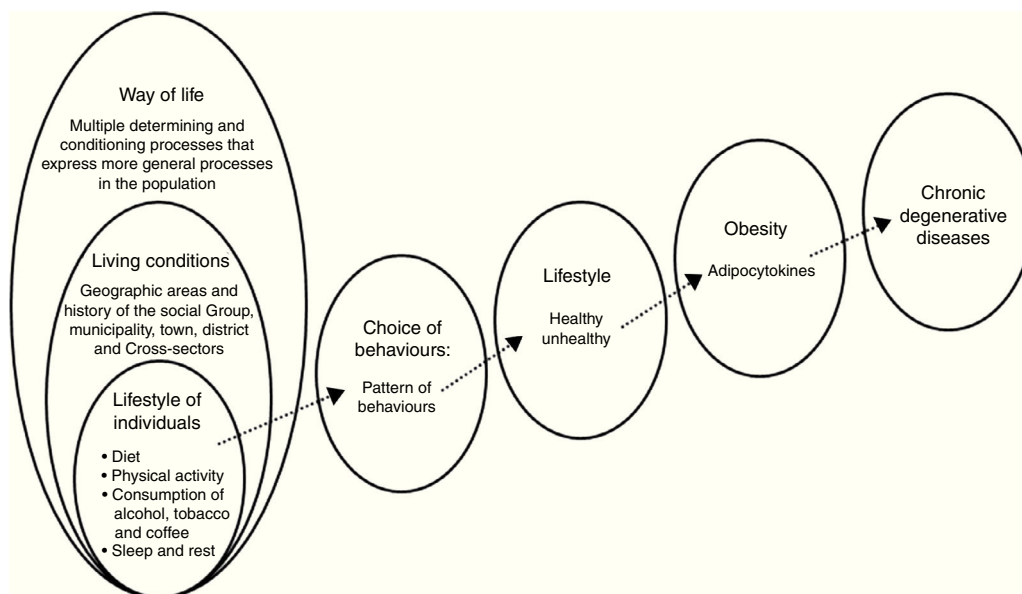 Way of life
Multiple determining and
conditioning processes that
express more general processes
in the population
Living conditions
Geographic areas and
history of the social Group,
municipality, town, district
and Cross-sectors
Lifestyle of
individuals
• Diet
• Physical activity
• Consumption of
alcohol, tobacco
and coffee
• Sleep and rest
Choice of
behaviours:
Pattern of
behaviours
Lifestyle
Healthy
unhealthy
Obesity
Adipocytokines
Chronic
degenerative
diseases